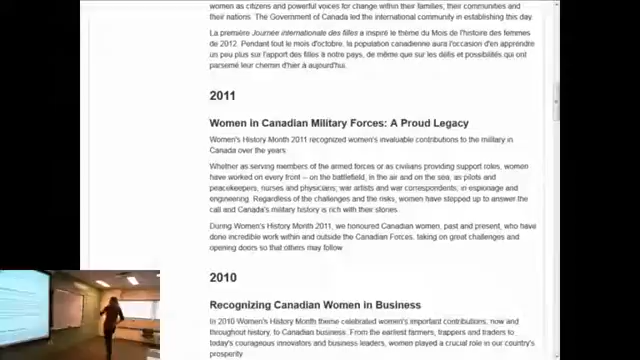 women as citizens and powerful voices for change within their families, their communities and
their nations. The Government of Canada led the international community in establishing this day.
La première Journée internationale des filles a inspiré le thème du Mois de l'histoire des femmes
de 2012. Pendant tout le mois d'octobre, la population canadienne aura l'occasion d'en apprendre
un peu plus sur l'apport des filles à notre pays, de même que sur les défis et possibilités qui ont
parsemé leur chemin d'hier à aujourd'hui.
2011
Women in Canadian Military Forces: A Proud Legacy
Women's History Month 2011 recognized women's invaluable contributions to the military in
Canada over the years.
Whether as serving members of the armed forces or as civilians providing support roles, women
have worked on every front – on the battlefield, in the air and on the sea, as pilots and
peacekeepers, nurses and physicians; war artists and war correspondents; in espionage and
engineering. Regardless of the challenges and the risks, women have stepped up to answer the
call and Canada's military history is rich with their stories.
During Women's History Month 2011, we honoured Canadian women, past and present, who have
done incredible work within and outside the Canadian Forces, taking on great challenges and
opening doors so that others may follow
2010
Recognizing Canadian Women in Business
In 2010 Women's History Month theme celebrated women's important contributions, now and
throughout history, to Canadian business. From the earliest farmers, trappers and traders to
today's courageous innovators and business leaders, women played a crucial role in our country's
prosperity